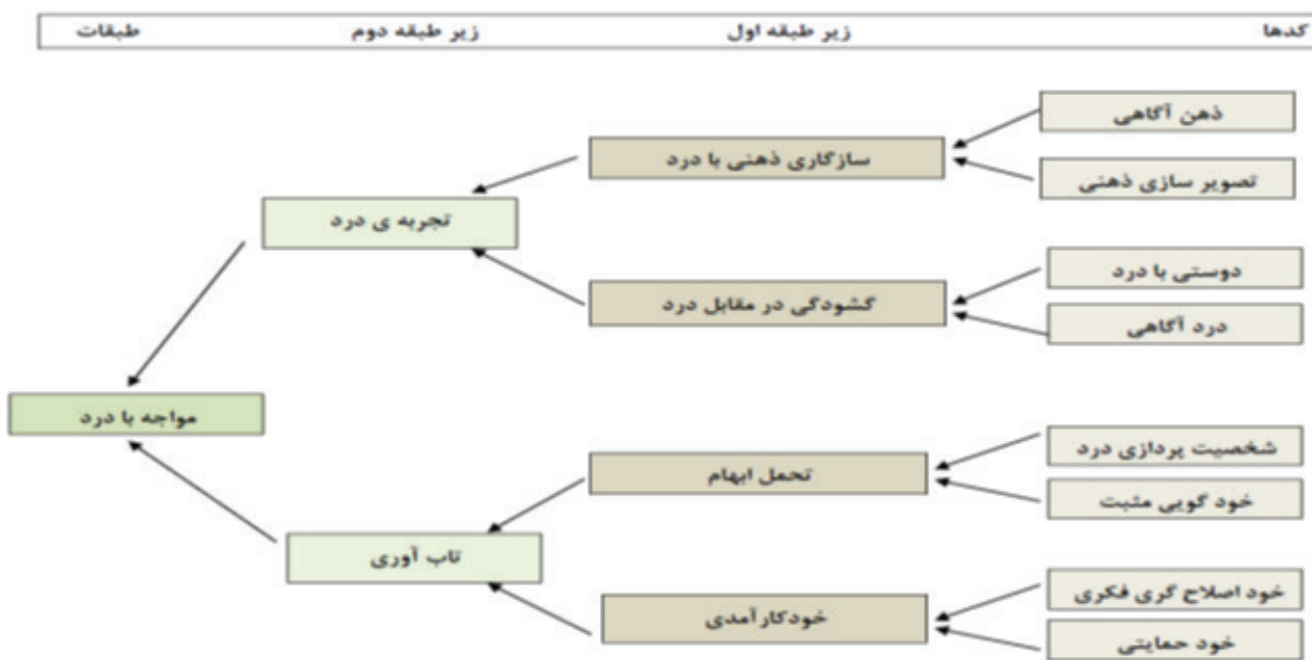 کدها زیر طبقه اول زیر طبقه دوم طبقات
ذهن آگاهی
سازگاری ذهنی با درد
تصویر سازی ذهنی
تجربه ی درد
دوستی با درد
گشودگی در مقابل درد
درد آگاهی
مواجه با درد
شخصیت پردازی درد
تحمل ابهام
خود گویی مثبت
تاب آوری
خود اصلاح گری فکری
خودکارآمدی
خود حمایتی